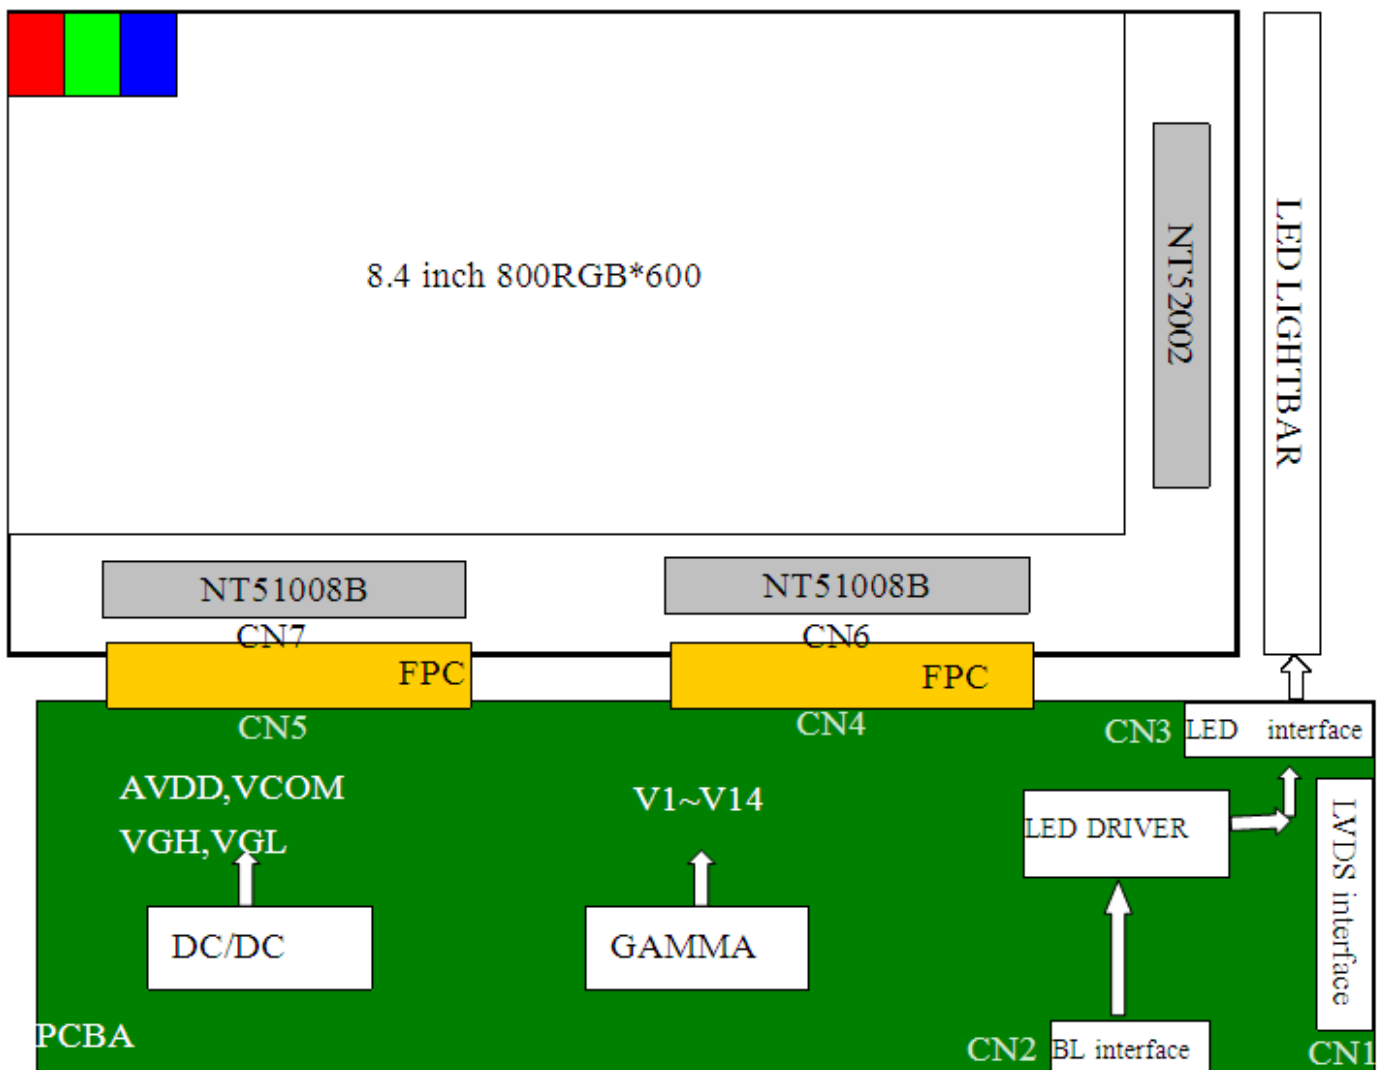 8.4 inch 800RGB*600
NT52002
LED LIGHTBAR
NT51008B
NT51008B
CN7
CN6
FPC
FPC
CN5
CN4
CN3
LED interface
AVDD,VCOM
VGH,VGL
V1~V14
LED DRIVER
LVDS interface
DC/DC
GAMMA
PCBA
CN2
BL interface
CN1